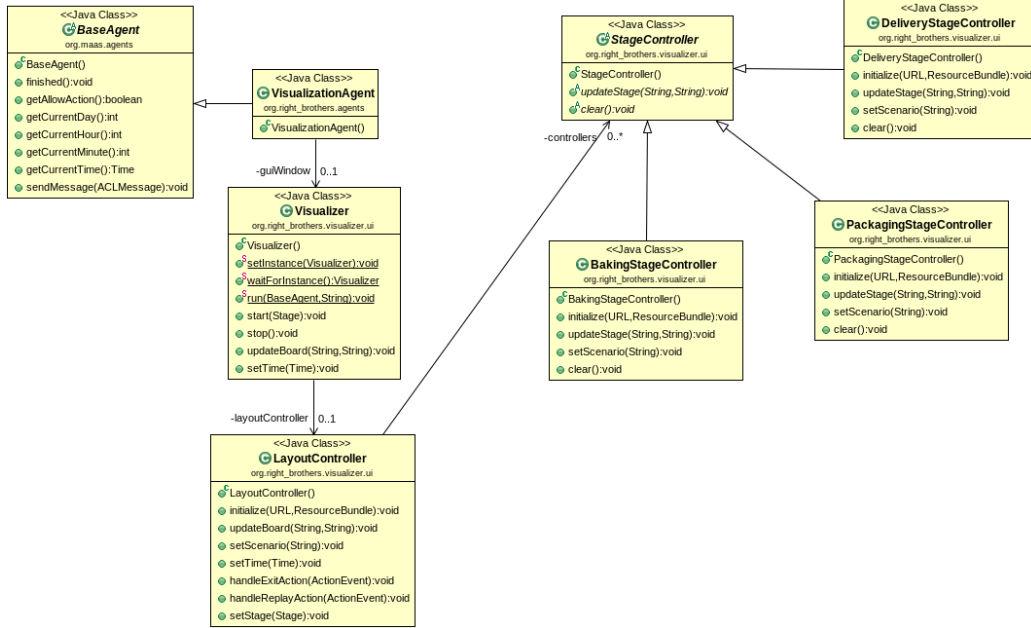 <<Java Class>>
BaseAgent
org.maas.agents
BaseAgent()
finished():void
getAllowAction():boolean
getCurrentDay():int
getCurrentHour():int
getCurrentMinute():int
getCurrentTime():Time
sendMessage(ACLMessage):void
<<Java Class>>
VisualizationAgent
org.right_brothers.agents
VisualizationAgent()
-guiWindow 0..1
<<Java Class>>
Visualizer
org.right_brothers.visualizer.ui
Visualizer()
setInstance(Visualizer):void
waitForInstance():Visualizer
run(BaseAgent,String):void
start(Stage):void
stop():void
updateBoard(String,String):void
setTime(Time):void
-layoutController 0..1
<<Java Class>>
LayoutController
org.right_brothers.visualizer.ui
LayoutController()
initialize(URL,ResourceBundle):void
updateBoard(String,String):void
setScenario(String):void
setTime(Time):void
handleExitAction(ActionEvent):void
handleReplayAction(ActionEvent):void
setStage(Stage):void
<<Java Class>>
StageController
org.right_brothers.visualizer.ui
StageController()
updateStage(String,String):void
clear():void
-controllers 0..*
<<Java Class>>
BakingStageController
org.right_brothers.visualizer.ui
BakingStageController()
initialize(URL,ResourceBundle):void
updateStage(String,String):void
setScenario(String):void
clear():void
<<Java Class>>
DeliveryStageController
org.right_brothers.visualizer.ui
DeliveryStageController()
initialize(URL,ResourceBundle):void
updateStage(String,String):void
setScenario(String):void
clear():void
<<Java Class>>
PackagingStageController
org.right_brothers.visualizer.ui
PackagingStageController()
initialize(URL,ResourceBundle):void
updateStage(String,String):void
setScenario(String):void
clear():void